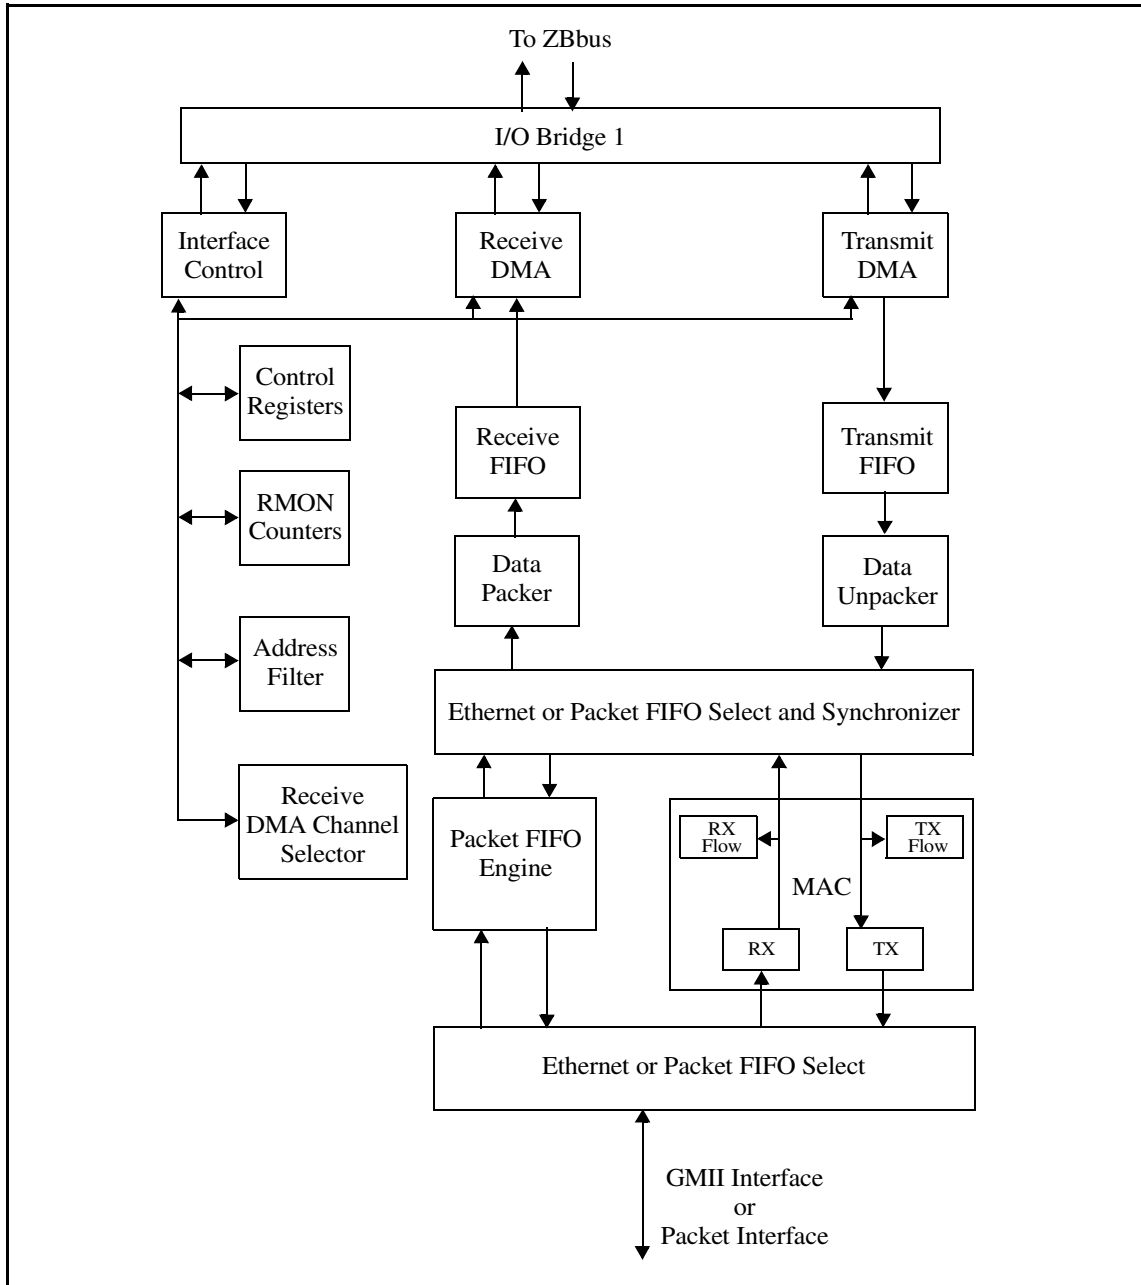 To ZBbus
I/O Bridge 1
Interface
Control
Receive
DMA
Transmit
DMA
Control
Registers
Receive
FIFO
Transmit
FIFO
RMON
Counters
Data
Packer
Data
Unpacker
Address
Filter
Ethernet or Packet FIFO Select and Synchronizer
Receive
DMA Channel
Selector
Packet FIFO
Engine
RX
Flow
TX
Flow
MAC
RX
TX
Ethernet or Packet FIFO Select
GMII Interface
or
Packet Interface